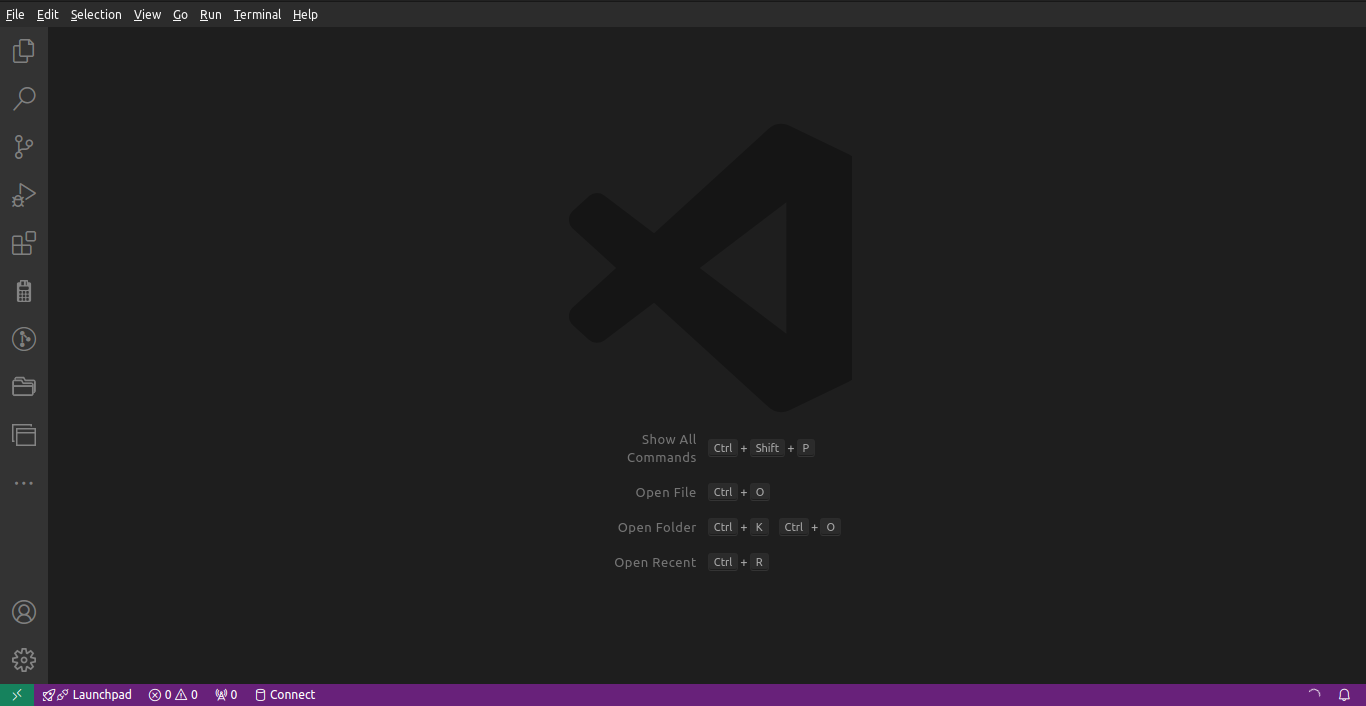 File Edit Selection View Go Run Terminal Help
Show All
Commands Ctrl + Shift + P
Open File Ctrl + O
Open Folder Ctrl + K Ctrl + O
Open Recent Ctrl + R
Launchpad 0 0 0 Connect